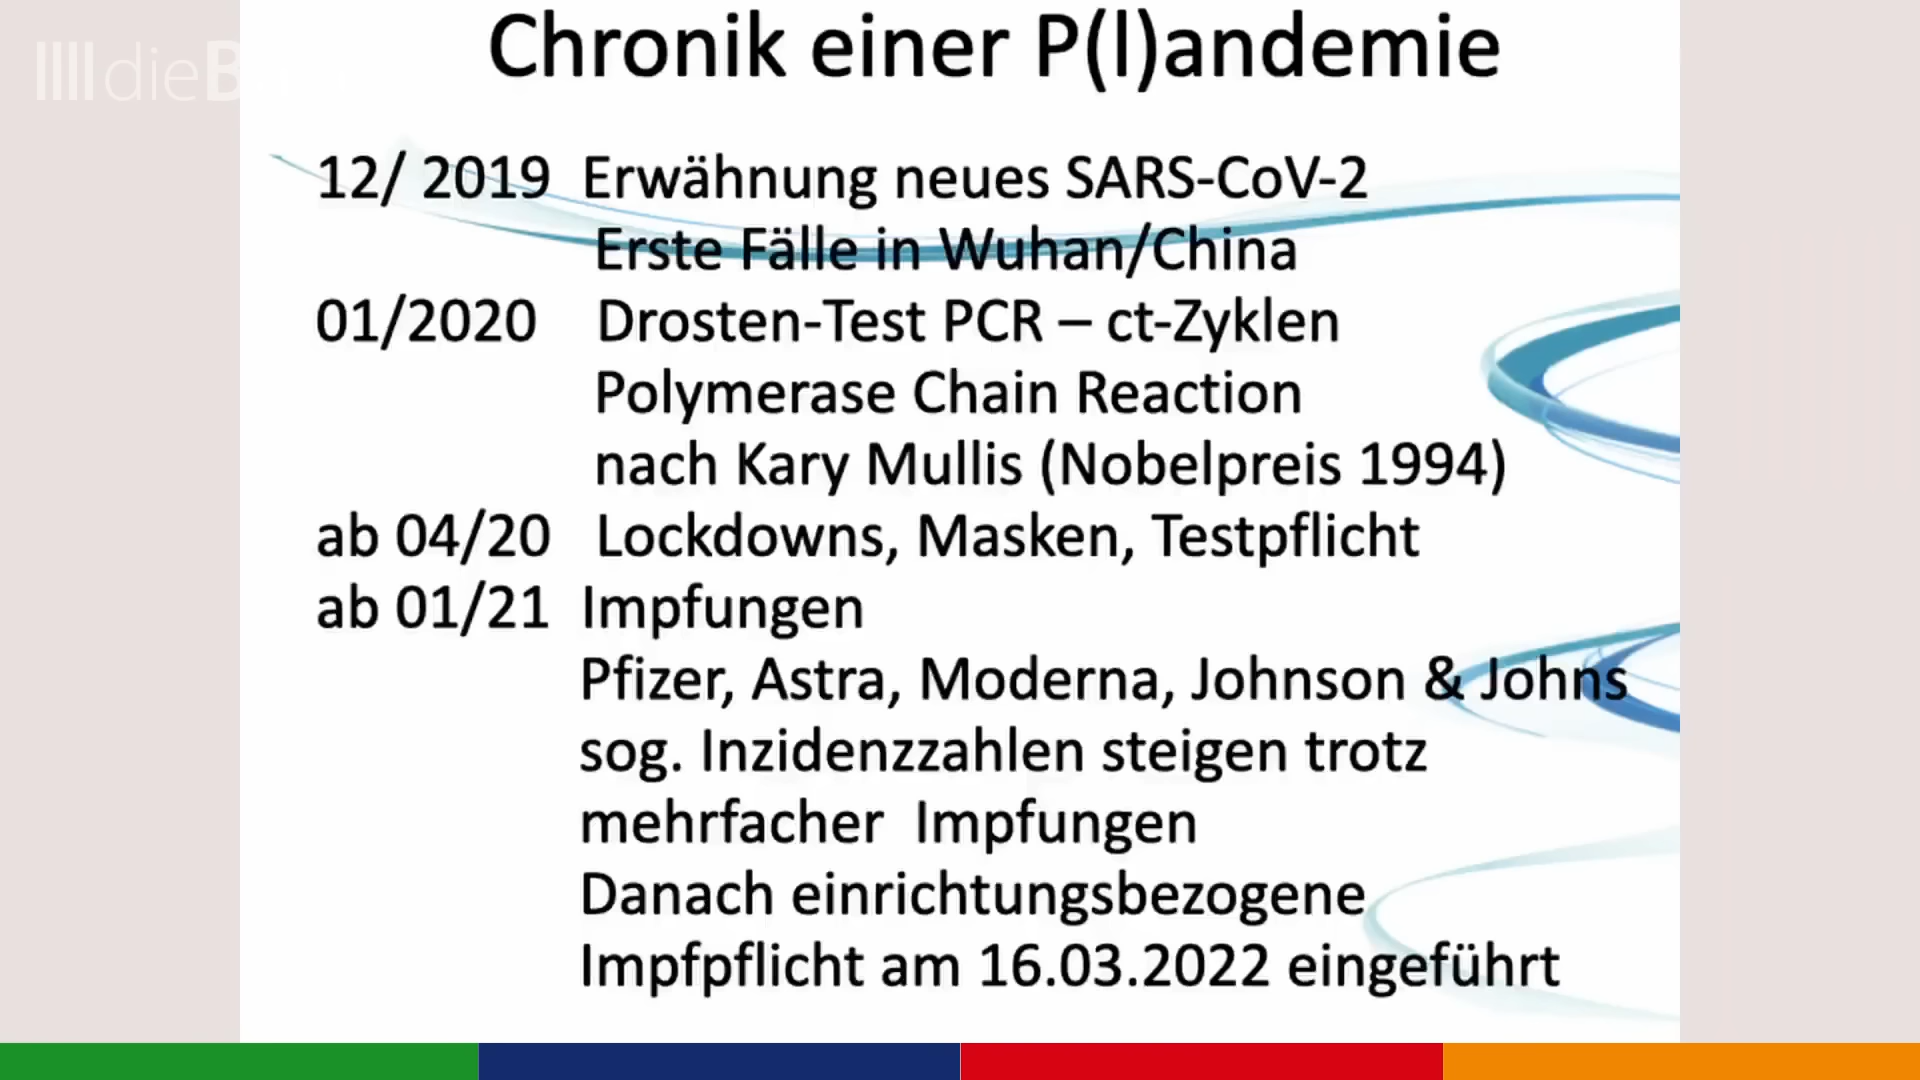 Chronik einer P(l)andemie
dieB
12/ 2019 Erwähnung neues SARS-CoV-2
Erste Fälle in Wuhan/China
01/2020 Drosten-Test PCR – ct-Zyklen
Polymerase Chain Reaction
nach Kary Mullis (Nobelpreis 1994)
ab 04/20 Lockdowns, Masken, Testpflicht
ab 01/21 Impfungen
Pfizer, Astra, Moderna, Johnson & Johns
sog. Inzidenzzahlen steigen trotz
mehrfacher Impfungen
Danach einrichtungsbezogene
Impfpflicht am 16.03.2022 eingeführt